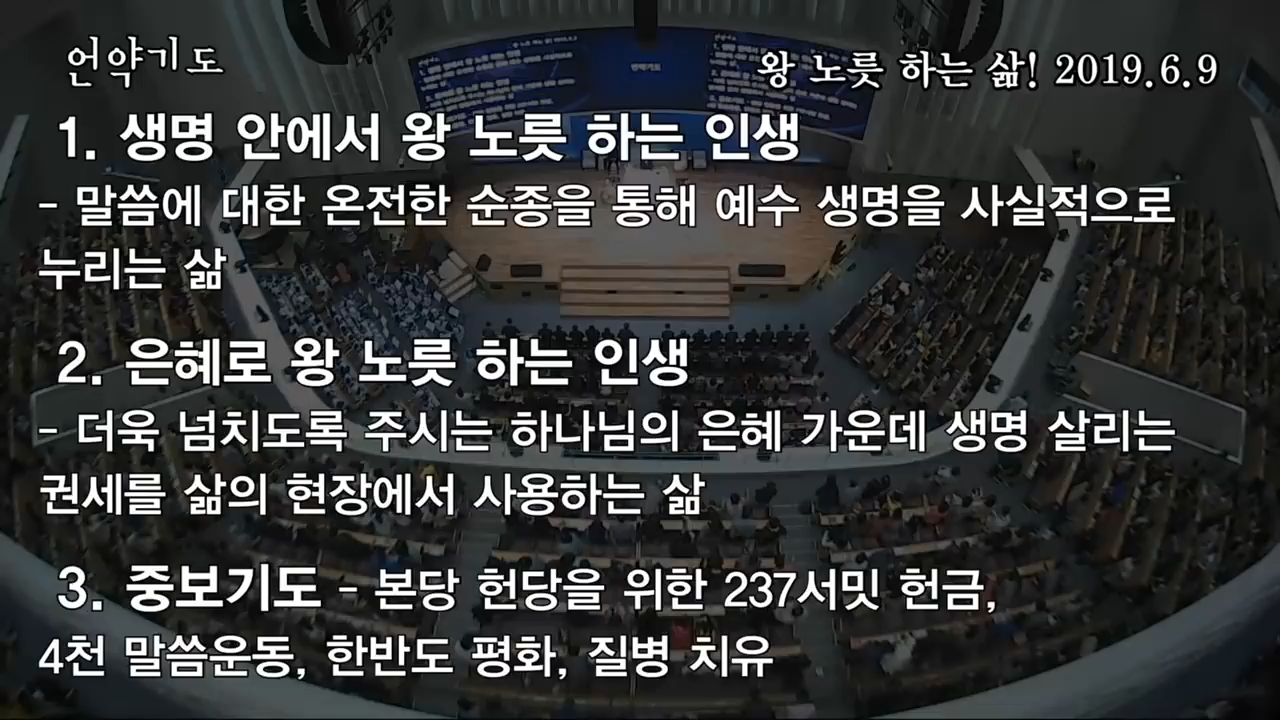 언약기도
왕 노릇 하는 삶! 2019.6.9
1. 생명 안에서 왕 노릇 하는 인생
- 말씀에 대한 온전한 순종을 통해 예수 생명을 사실적으로
누리는 삶
2. 은혜로 왕 노릇 하는 인생
- 더욱 넘치도록 주시는 하나님의 은혜 가운데 생명 살리는
권세를 삶의 현장에서 사용하는 삶
3. 중보기도 - 본당 헌당을 위한 237서밋 헌금,
4천 말씀운동, 한반도 평화, 질병 치유